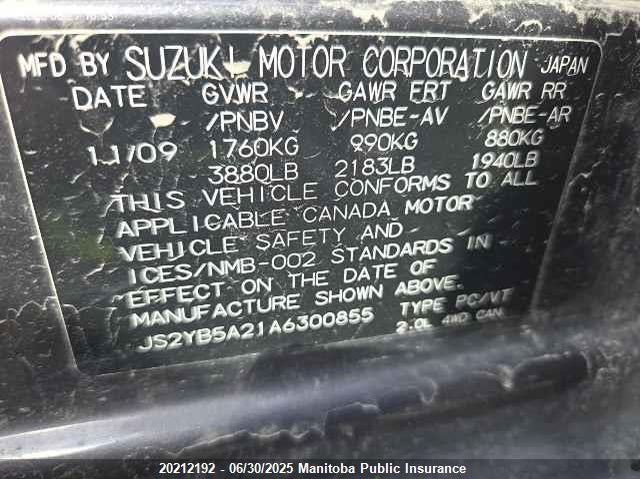 MFD BY SUZUKI MOTOR CORPORATION JAPAN
DATE GVWR GAWR FRT GAWR RR
/PNBV /PNBE-AV /PNBE-AR
11/09 1760KG 990KG 880KG
3880LB 2183LB 1940LB
THIS VEHICLE CONFORMS TO ALL
APPLICABLE CANADA MOTOR
VEHICLE SAFETY AND
ICES/NMB-002 STANDARDS IN
EFFECT ON THE DATE OF
MANUFACTURE SHOWN ABOVE.
JS2YB5A21A6300855 TYPE PC/VT
2.0L 4WD CAN
20212192 - 06/30/2025 Manitoba Public Insurance